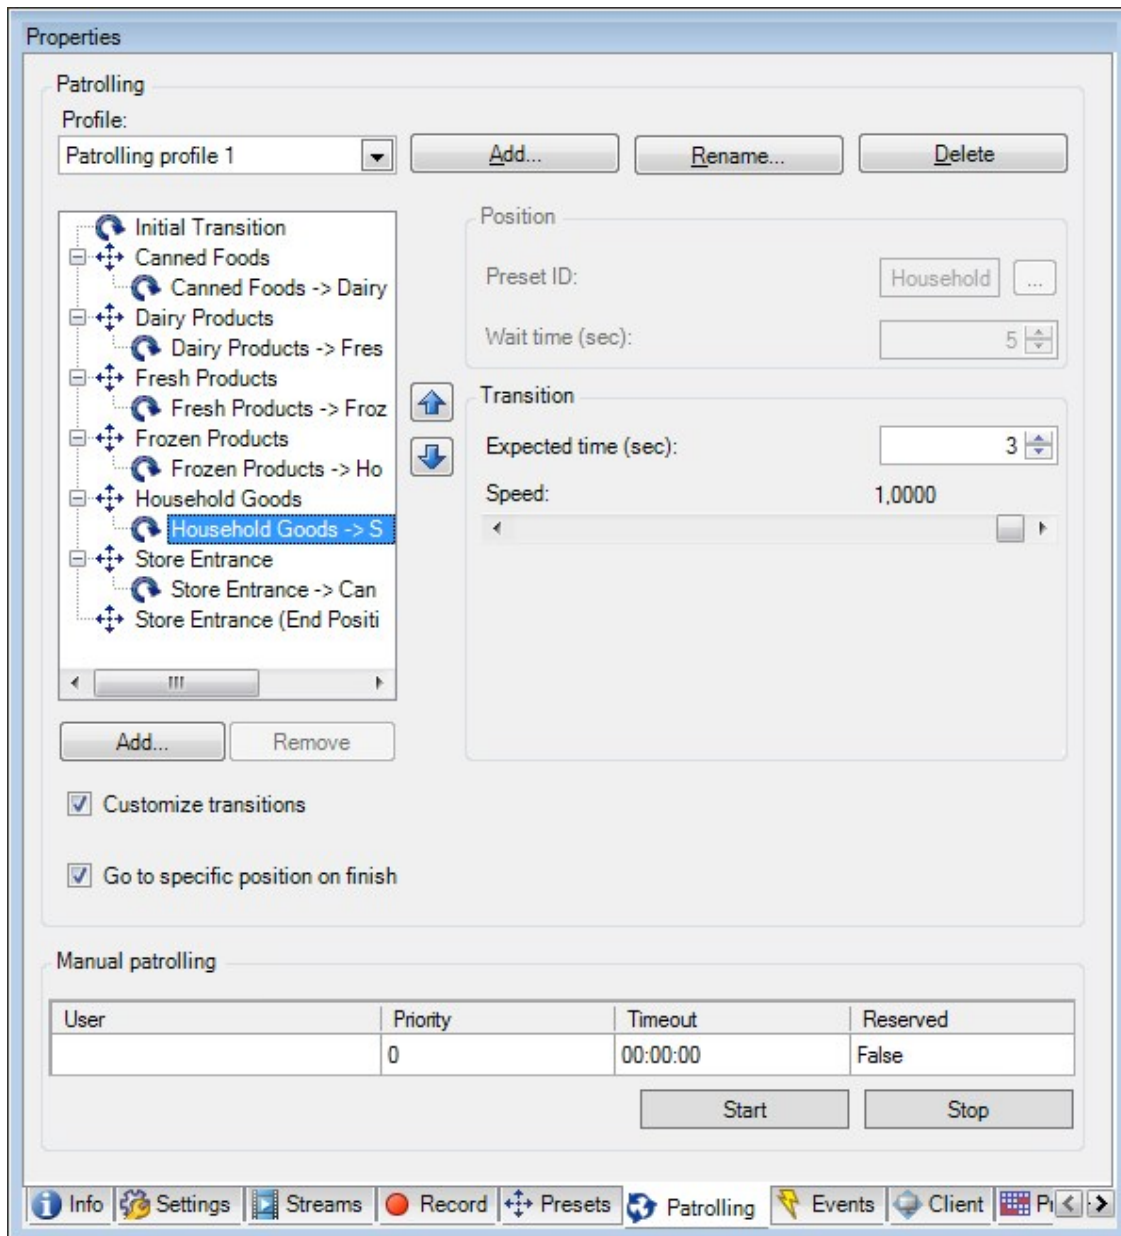 Properties
Patrolling
Profile:
Patrolling profile 1
Add...
Rename...
Delete
Initial Transition
Canned Foods
Canned Foods -> Dairy
Dairy Products
Dairy Products -> Fres
Fresh Products
Fresh Products -> Froz
Frozen Products
Frozen Products -> Ho
Household Goods
Household Goods -> S
Store Entrance
Store Entrance -> Can
Store Entrance (End Positi
Add...
Remove
Position
Preset ID:
Household
...
Wait time (sec):
5
Transition
Expected time (sec):
3
Speed:
1,0000
Customize transitions
Go to specific position on finish
Manual patrolling
User Priority Timeout Reserved
0 00:00:00 False
Start Stop
Info Settings Streams Record Presets Patrolling Events Client